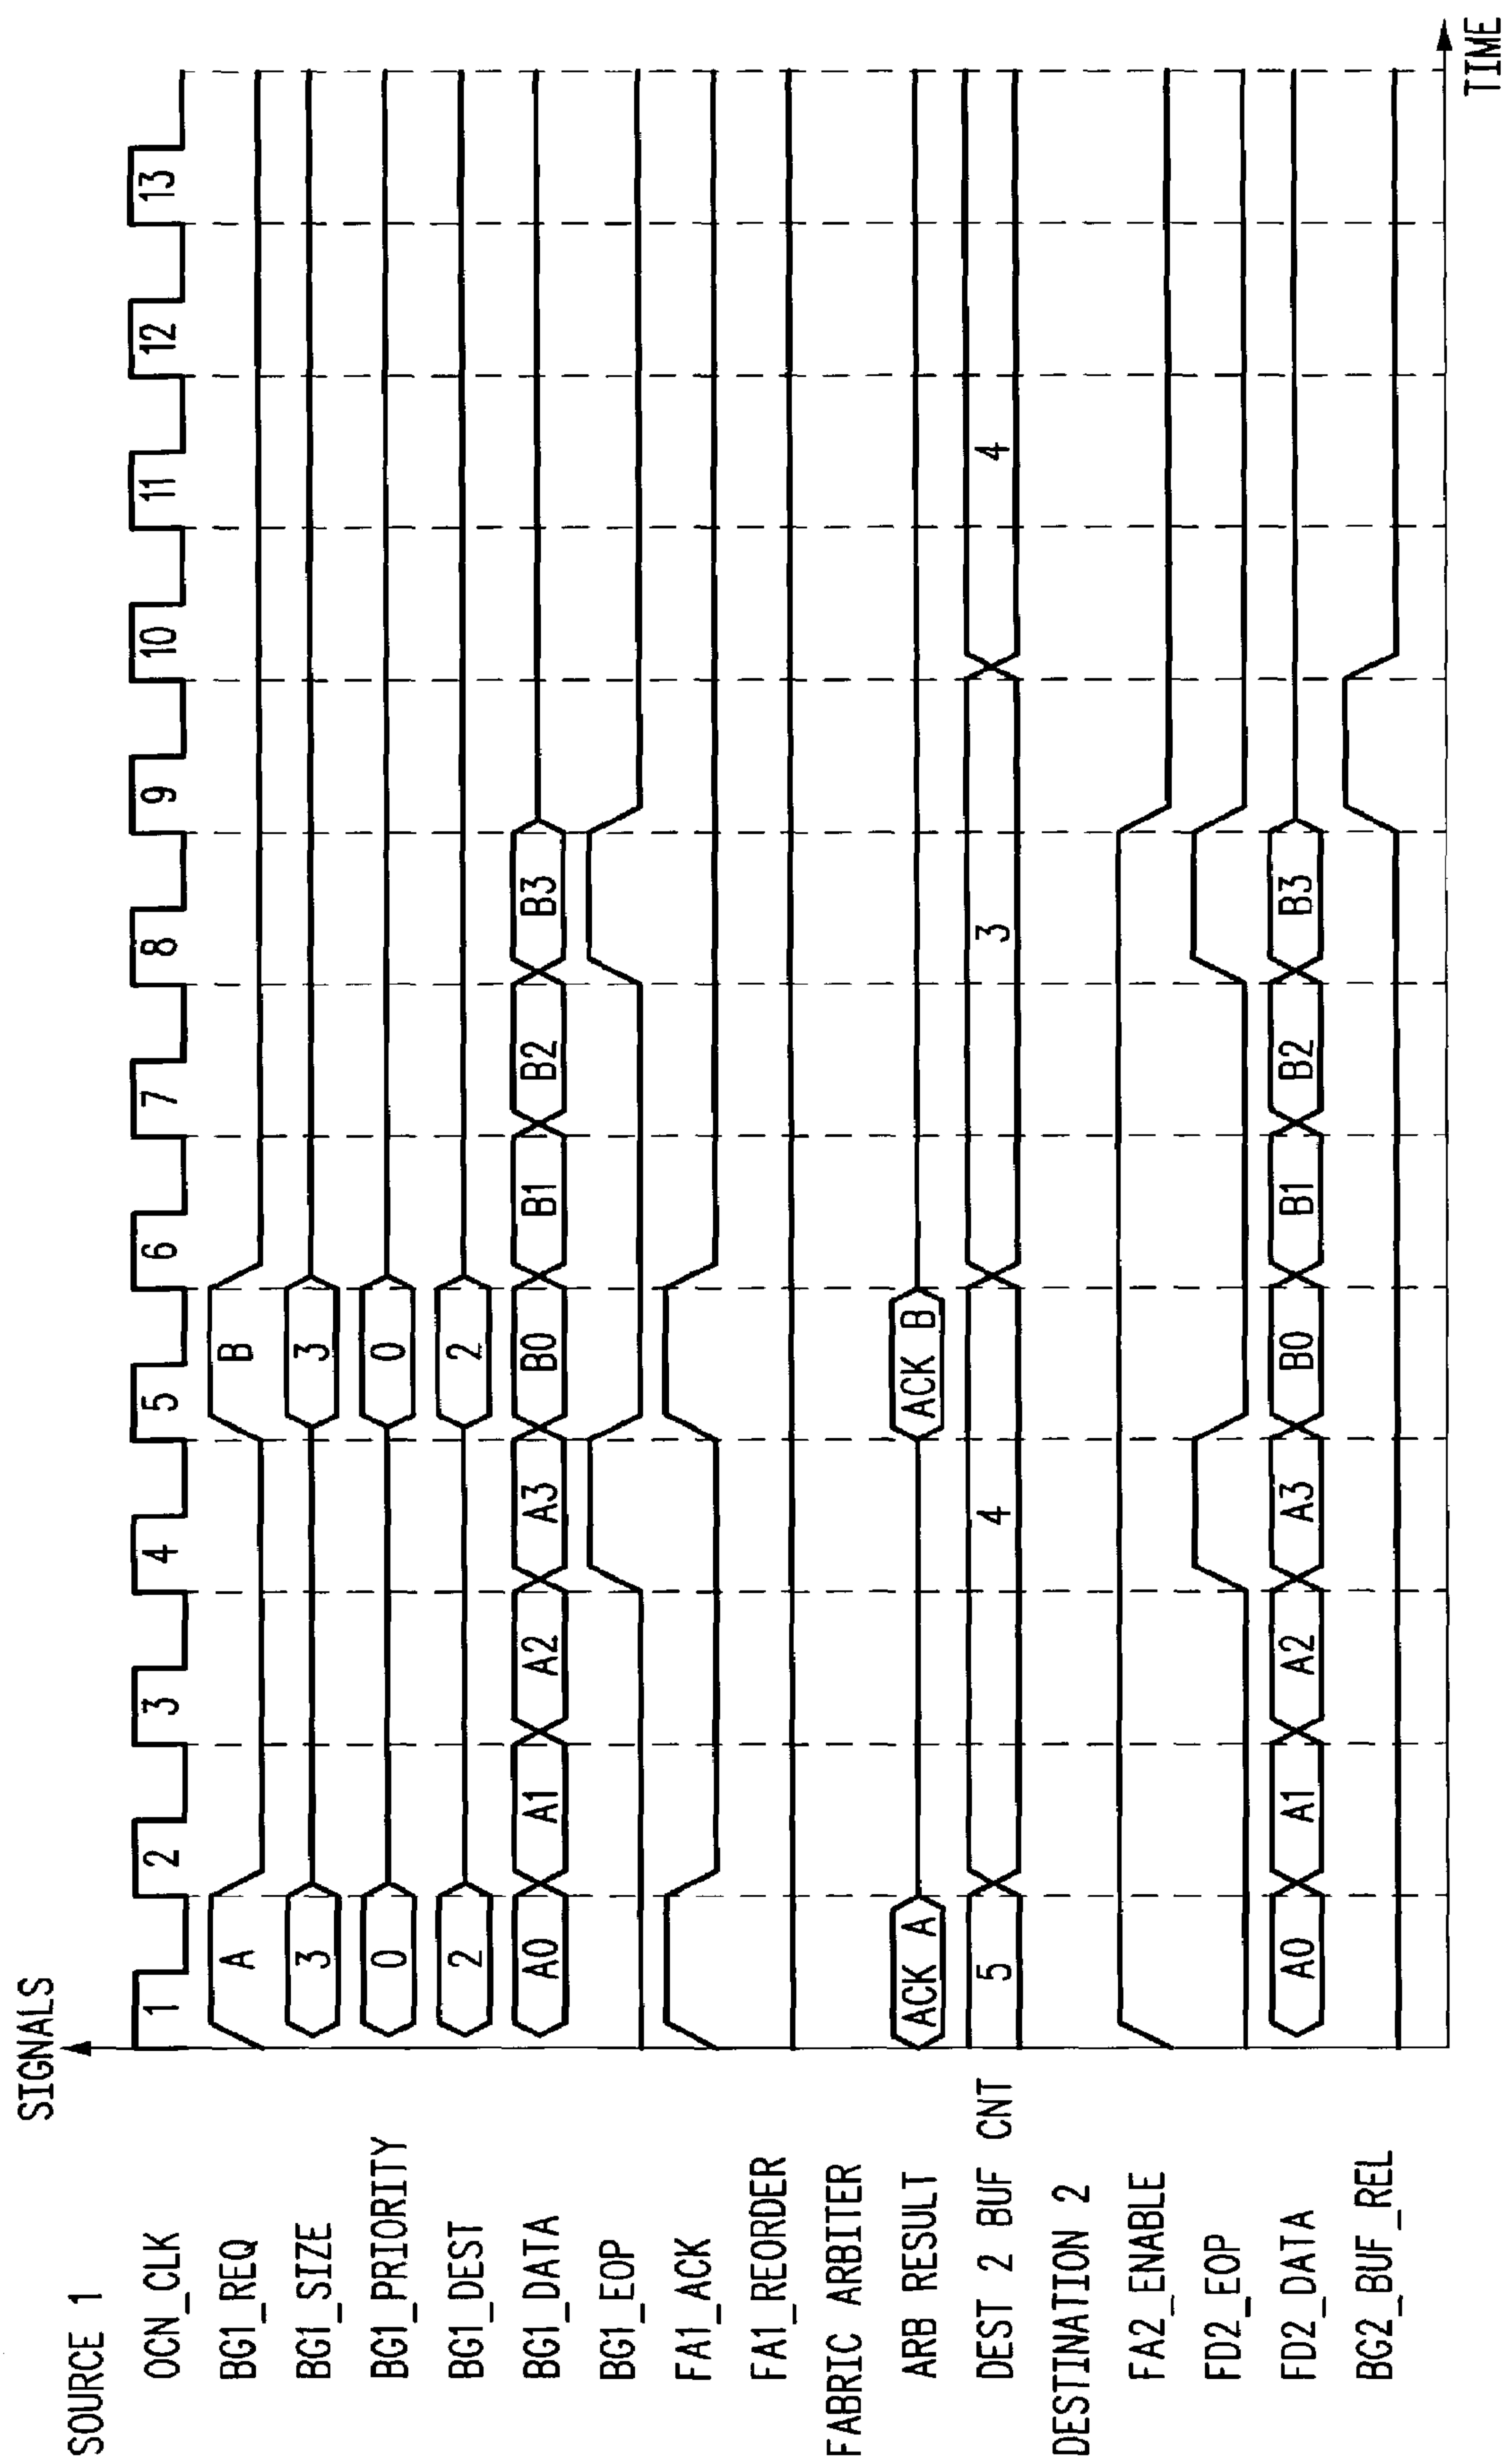 SIGNALS
SOURCE 1
OCN_CLK 1 2 3 4 5 6 7 8 9 10 11 12 13
BG1_REQ A B
BG1_SIZE 3 3
BG1_PRIORITY 0 0
BG1_DEST 2 2
BG1_DATA A0 A1 A2 A3 B0 B1 B2 B3
BG1_EOP
FA1_ACK
FA1_REORDER
FABRIC ARBITER
ARB RESULT ACK A ACK B
DEST 2 BUF CNT 5 4 3 4
DESTINATION 2
FA2_ENABLE
FD2_EOP
FD2_DATA A0 A1 A2 A3 B0 B1 B2 B3
BG2_BUF_REL
TIME